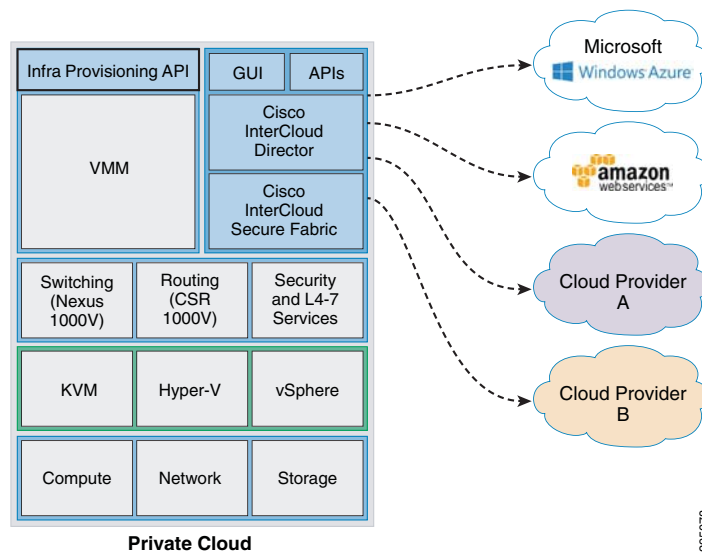 Infra Provisioning API
GUI
APIs
VMM
Cisco
InterCloud
Director
Cisco
InterCloud
Secure Fabric
Switching
(Nexus
1000V)
Routing
(CSR
1000V)
Security
and L4-7
Services
KVM
Hyper-V
vSphere
Compute
Network
Storage
Private Cloud
Microsoft
Windows Azure
amazon
webservices™
Cloud Provider
A
Cloud Provider
B